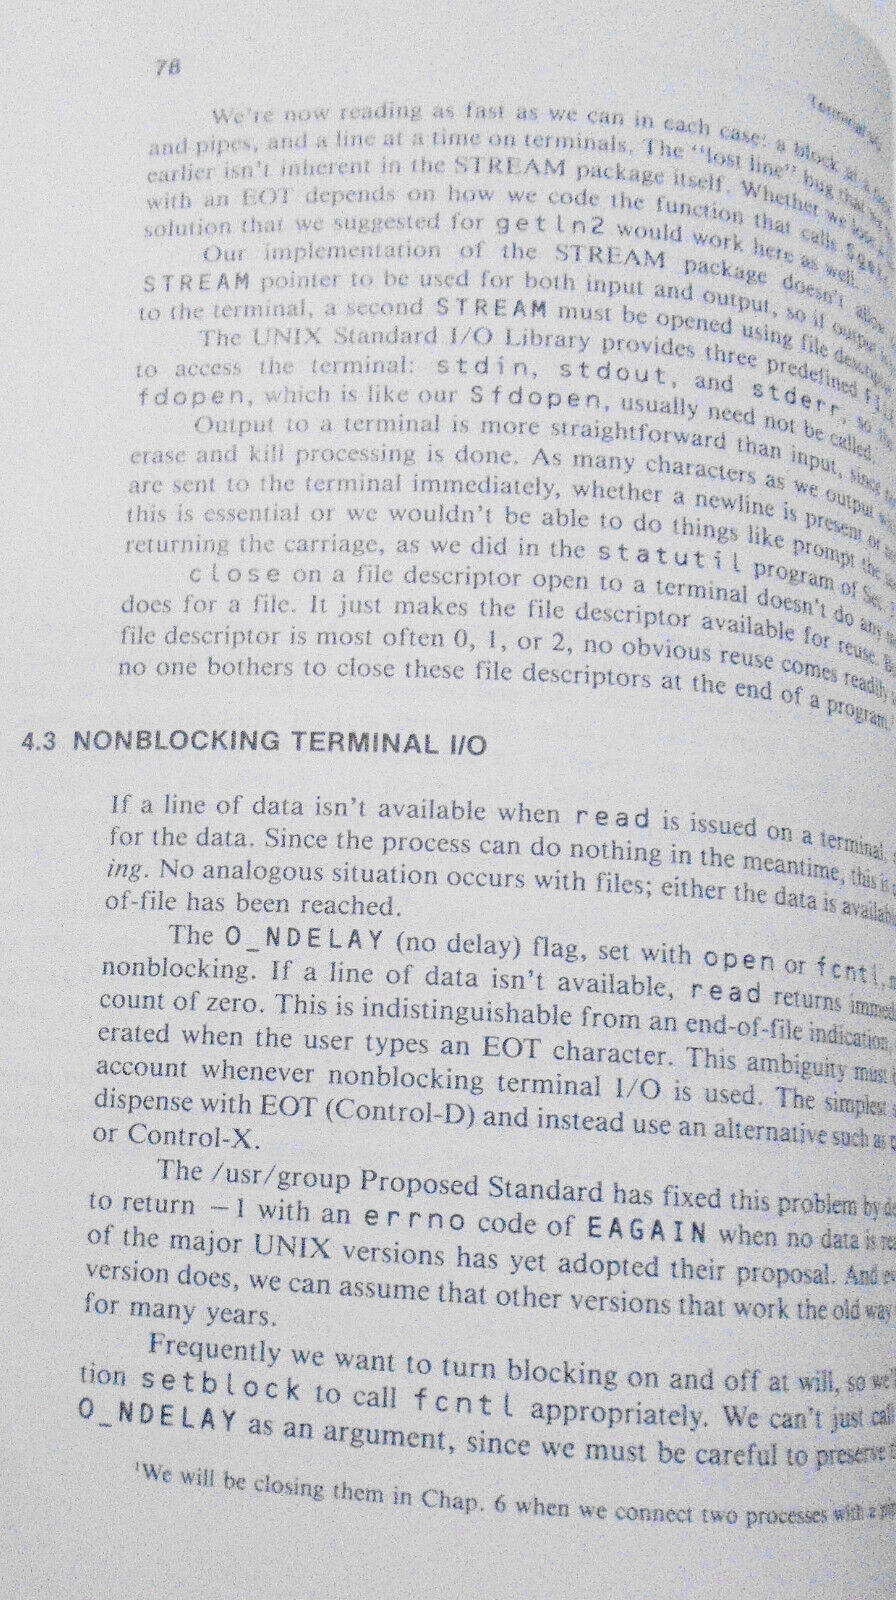 78
Terminal
We're now reading as fast as we can in each case: a block at a
and pipes, and a line at a time on terminals. The "lost line" bug that
earlier isn't inherent in the STREAM package itself. Whether we lose
with an EOT depends on how we code the function that calls
solution that we suggested for getln2 would work here as well.
Our implementation of the STREAM package doesn't
STREAM pointer to be used for both input and output, so if output
to the terminal, a second STREAM must be opened using file
The UNIX Standard I/O Library provides three predefined
to access the terminal: stdin, stdout, and stderr, so
fdopen, which is like our Sfdopen, usually need not be called.
Output to a terminal is more straightforward than input, since
erase and kill processing is done. As many characters as we output
are sent to the terminal immediately, whether a newline is present or
this is essential or we wouldn't be able to do things like prompt the
returning the carriage, as we did in the statutil program of Sec.
close on a file descriptor open to a terminal doesn't do any
does for a file. It just makes the file descriptor available for reuse.
file descriptor is most often 0, 1, or 2, no obvious reuse comes readily
no one bothers to close these file descriptors at the end of a program.¹
4.3 NONBLOCKING TERMINAL I/O
If a line of data isn't available when read is issued on a terminal,
for the data. Since the process can do nothing in the meantime, this is
ing. No analogous situation occurs with files; either the data is
of-file has been reached.
The O_NDELAY (no delay) flag, set with open or fcntl,
nonblocking. If a line of data isn't available, read returns
count of zero. This is indistinguishable from an end-of-file indication
erated when the user types an EOT character. This ambiguity must
account whenever nonblocking terminal I/O is used. The simplest
dispense with EOT (Control-D) and instead use an alternative such as
or Control-X.
The /usr/group Proposed Standard has fixed this problem by
to return −1 with an errno code of EAGAIN when no data is
of the major UNIX versions has yet adopted their proposal. And
version does, we can assume that other versions that work the old way
for many years.
Frequently we want to turn blocking on and off at will, so
tion setblock to call fcntl appropriately. We can't just call
O_NDELAY as an argument, since we must be careful to preserve
¹We will be closing them in Chap. 6 when we connect two processes with a